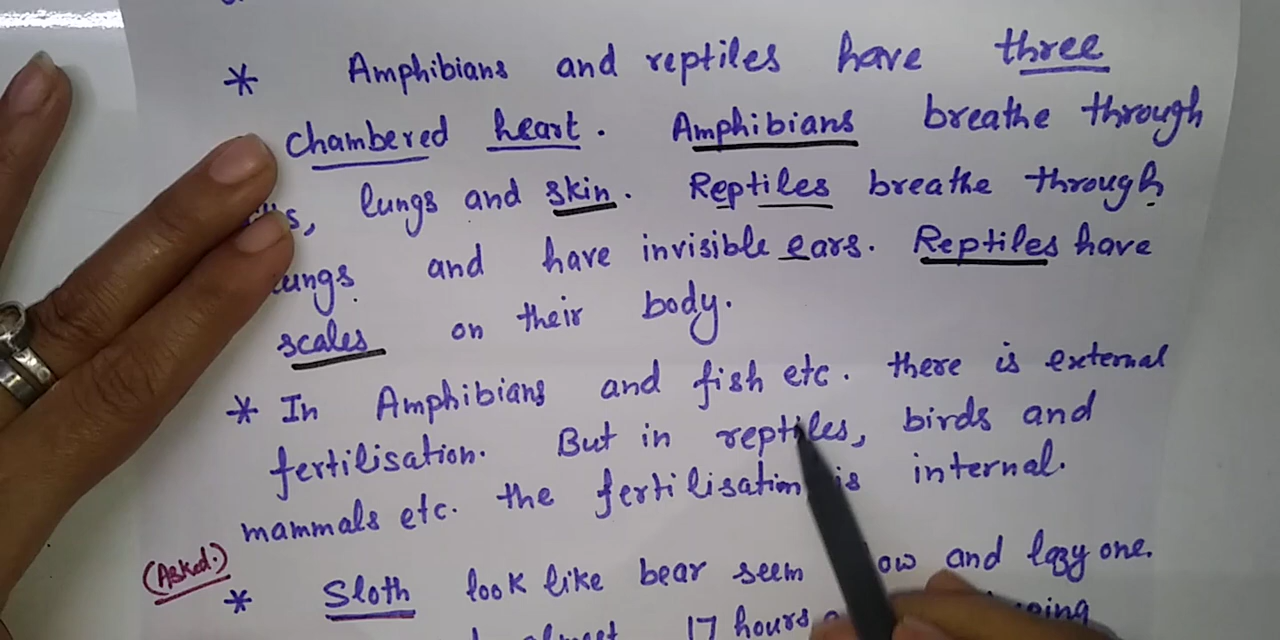 * Amphibians and reptiles have three
chambered heart. Amphibians breathe through
lungs and skin. Reptiles breathe through
and have invisible ears. Reptiles have
scales on their body.
* In Amphibians and fish etc. there is external
fertilisation. But in reptiles, birds and
mammals etc. the fertilisation is internal.
(Asked.)
* Sloth look like bear seem and lazy one.
17 hours